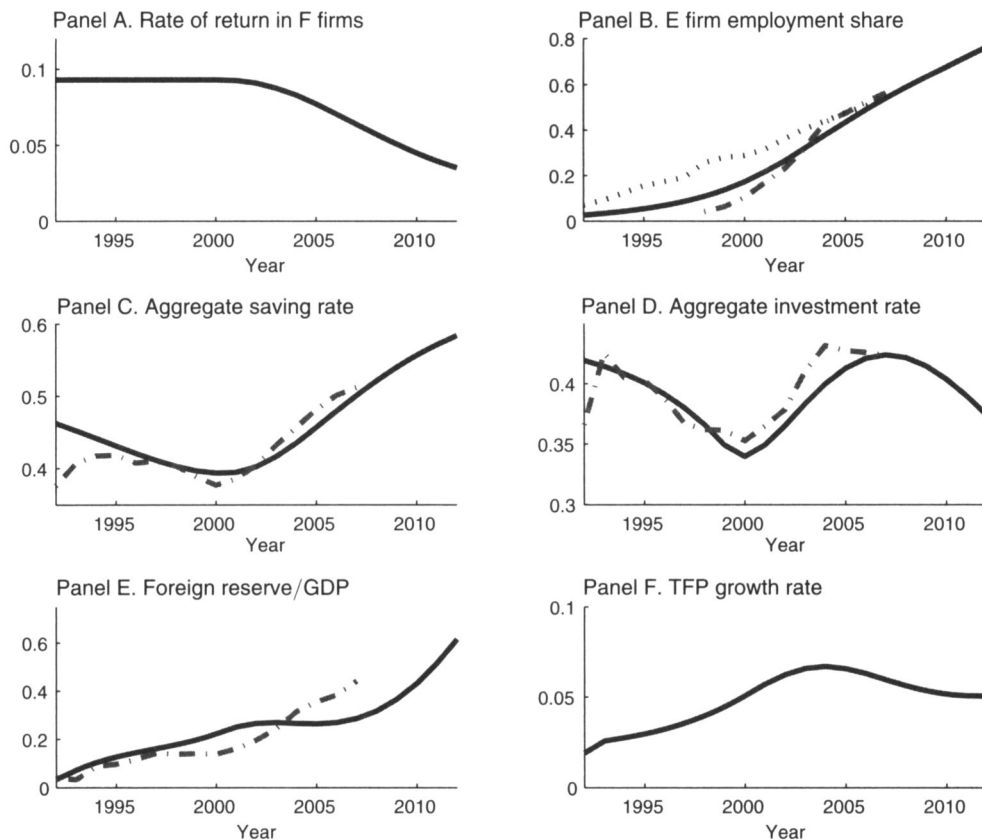 Panel A. Rate of return in F firms
0.1
0.05
0
1995 2000 2005 2010
Year
Panel B. E firm employment share
0.8
0.6
0.4
0.2
0
1995 2000 2005 2010
Year
Panel C. Aggregate saving rate
0.6
0.5
0.4
1995 2000 2005 2010
Year
Panel D. Aggregate investment rate
0.4
0.35
0.3
1995 2000 2005 2010
Year
Panel E. Foreign reserve/GDP
0.6
0.4
0.2
0
1995 2000 2005 2010
Year
Panel F. TFP growth rate
0.1
0.05
0
1995 2000 2005 2010
Year